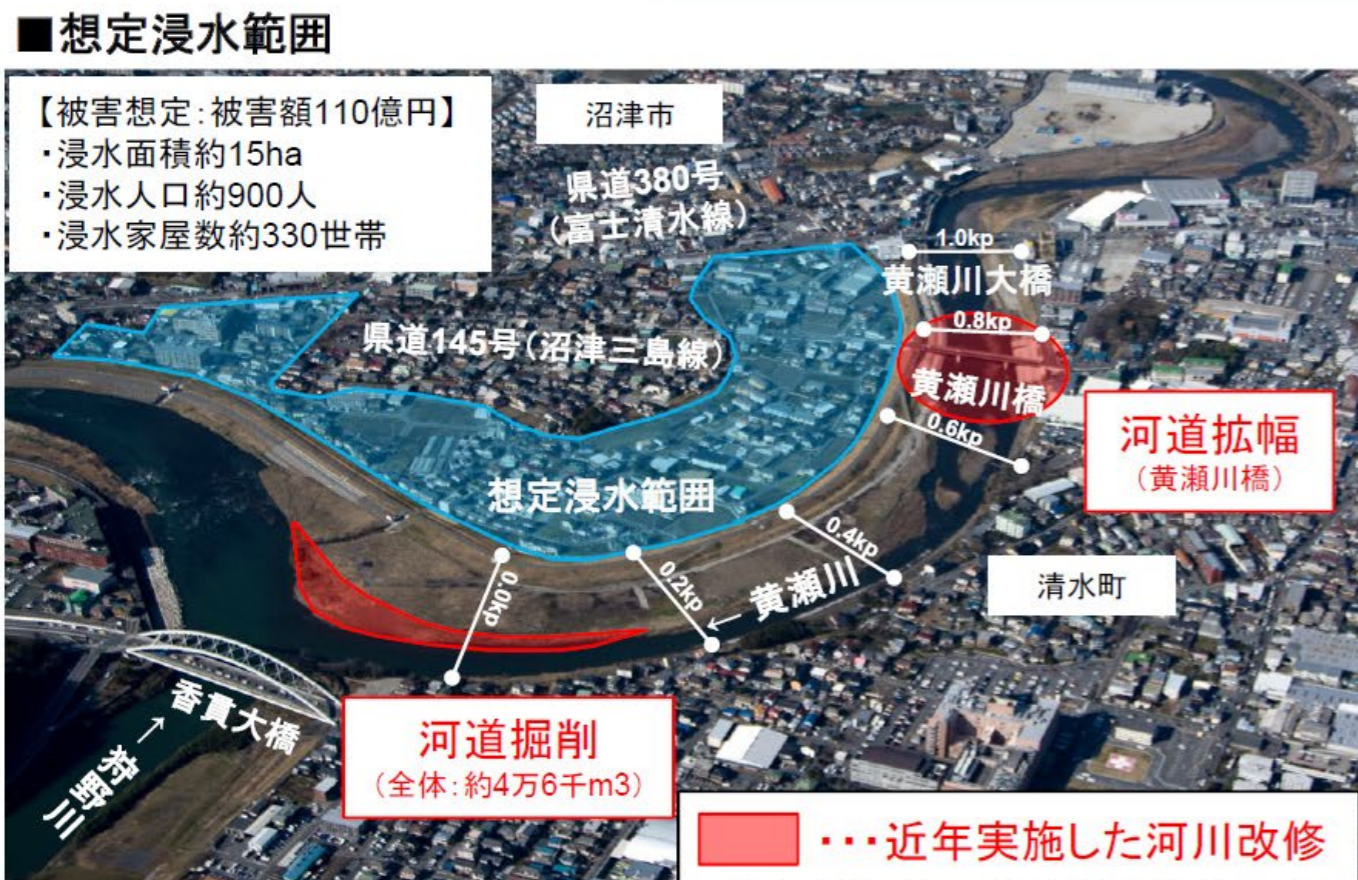 ■想定浸水範囲
【被害想定:被害額110億円】
・浸水面積約15ha
・浸水人口約900人
・浸水家屋数約330世帯
沼津市
県道380号
(富士清水線)
1.0kp
黄瀬川大橋
0.8kp
黄瀬川橋
県道145号(沼津三島線)
0.6kp
河道拡幅
(黄瀬川橋)
想定浸水範囲
0.4kp
0.2kp
0.0kp
←黄瀬川
清水町
香貫大橋
狩野川→
河道掘削
(全体:約4万6千m3)
・・・近年実施した河川改修